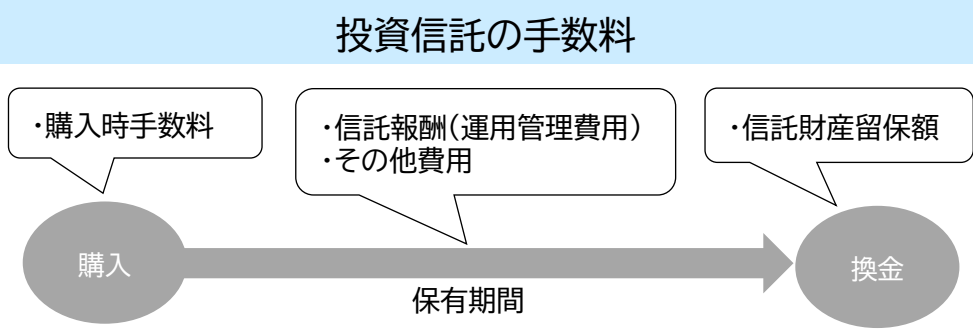 投資信託の手数料
・購入時手数料
・信託報酬(運用管理費用)
・その他費用
・信託財産留保額
購入
換金
保有期間